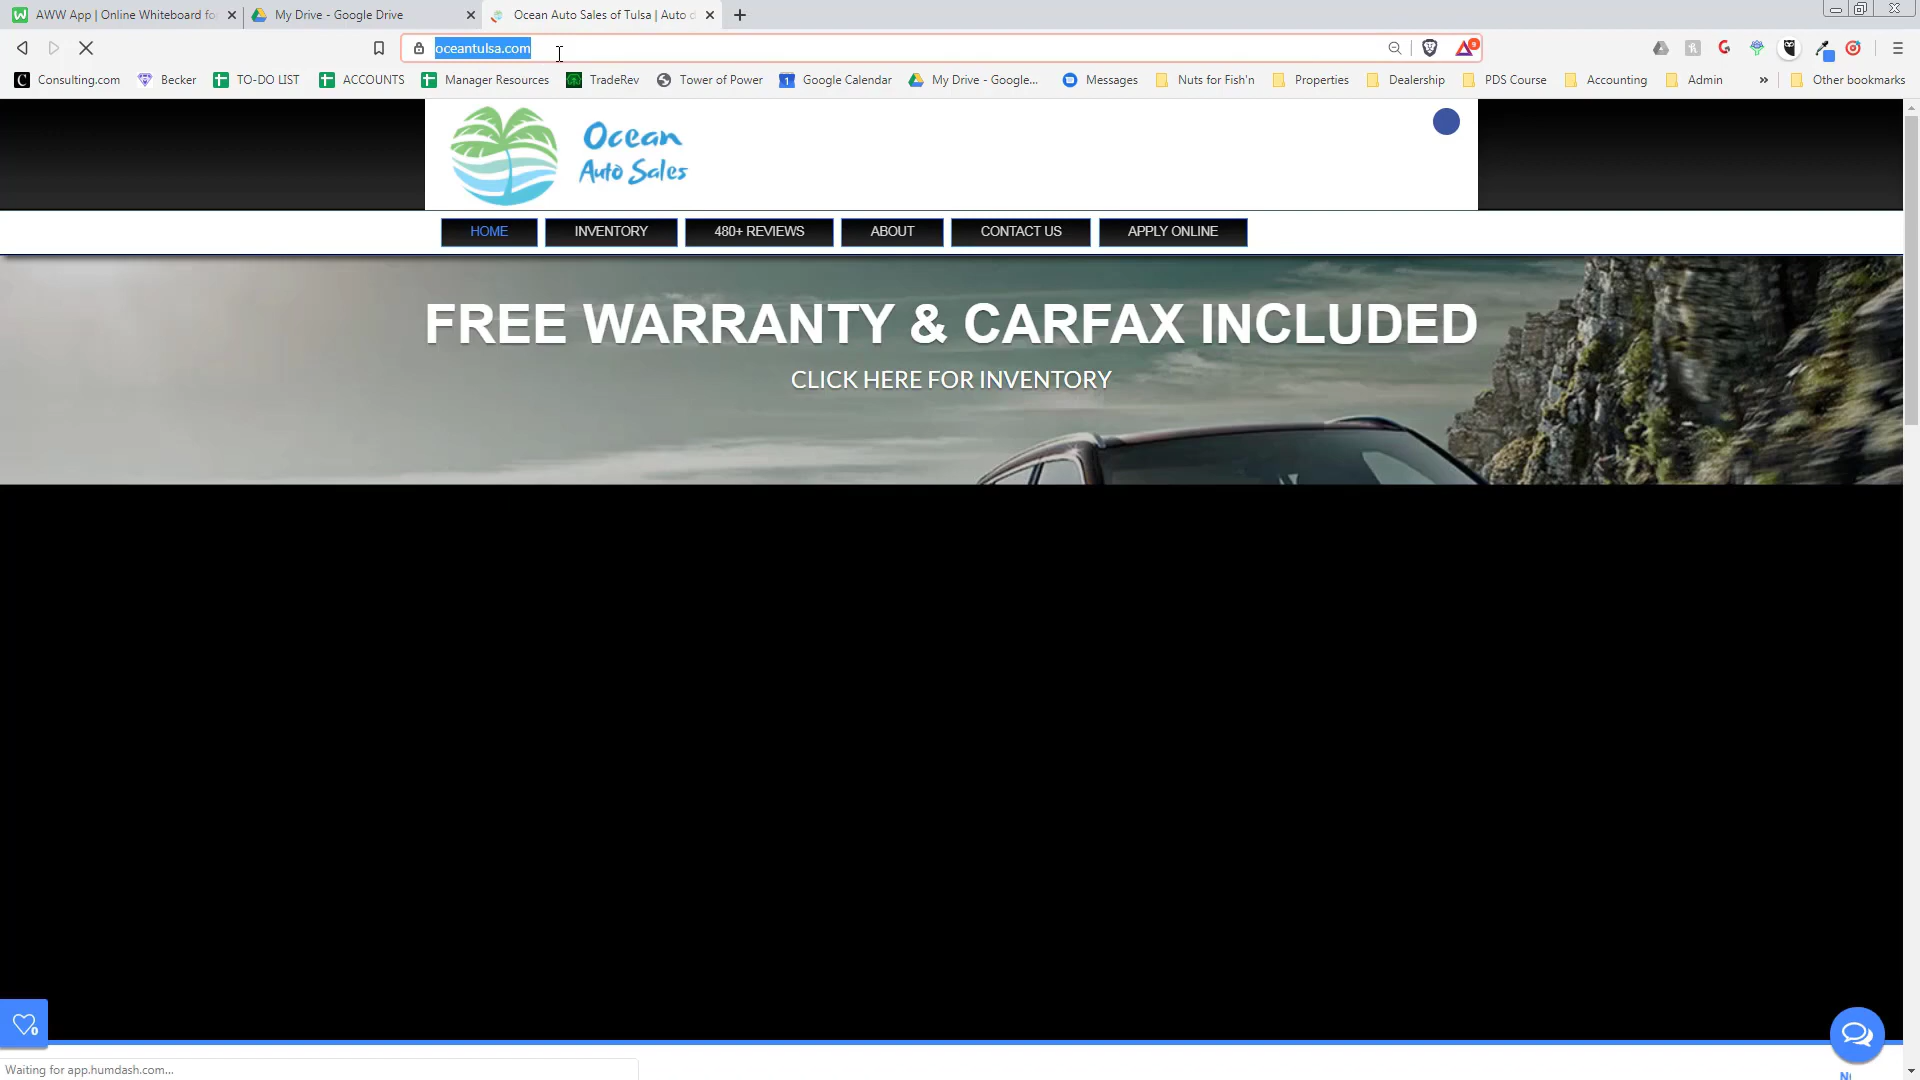 AWW App | Online Whiteboard fo
My Drive - Google Drive
Ocean Auto Sales of Tulsa | Auto d
oceantulsa.com
9
Consulting.com
Becker
TO-DO LIST
ACCOUNTS
Manager Resources
TradeRev
Tower of Power
Google Calendar
My Drive - Google...
Messages
Nuts for Fish'n
Properties
Dealership
PDS Course
Accounting
Admin
»
Other bookmarks
Ocean
Auto Sales
HOME
INVENTORY
480+ REVIEWS
ABOUT
CONTACT US
APPLY ONLINE
FREE WARRANTY & CARFAX INCLUDED
CLICK HERE FOR INVENTORY
0
Waiting for app.humdash.com...